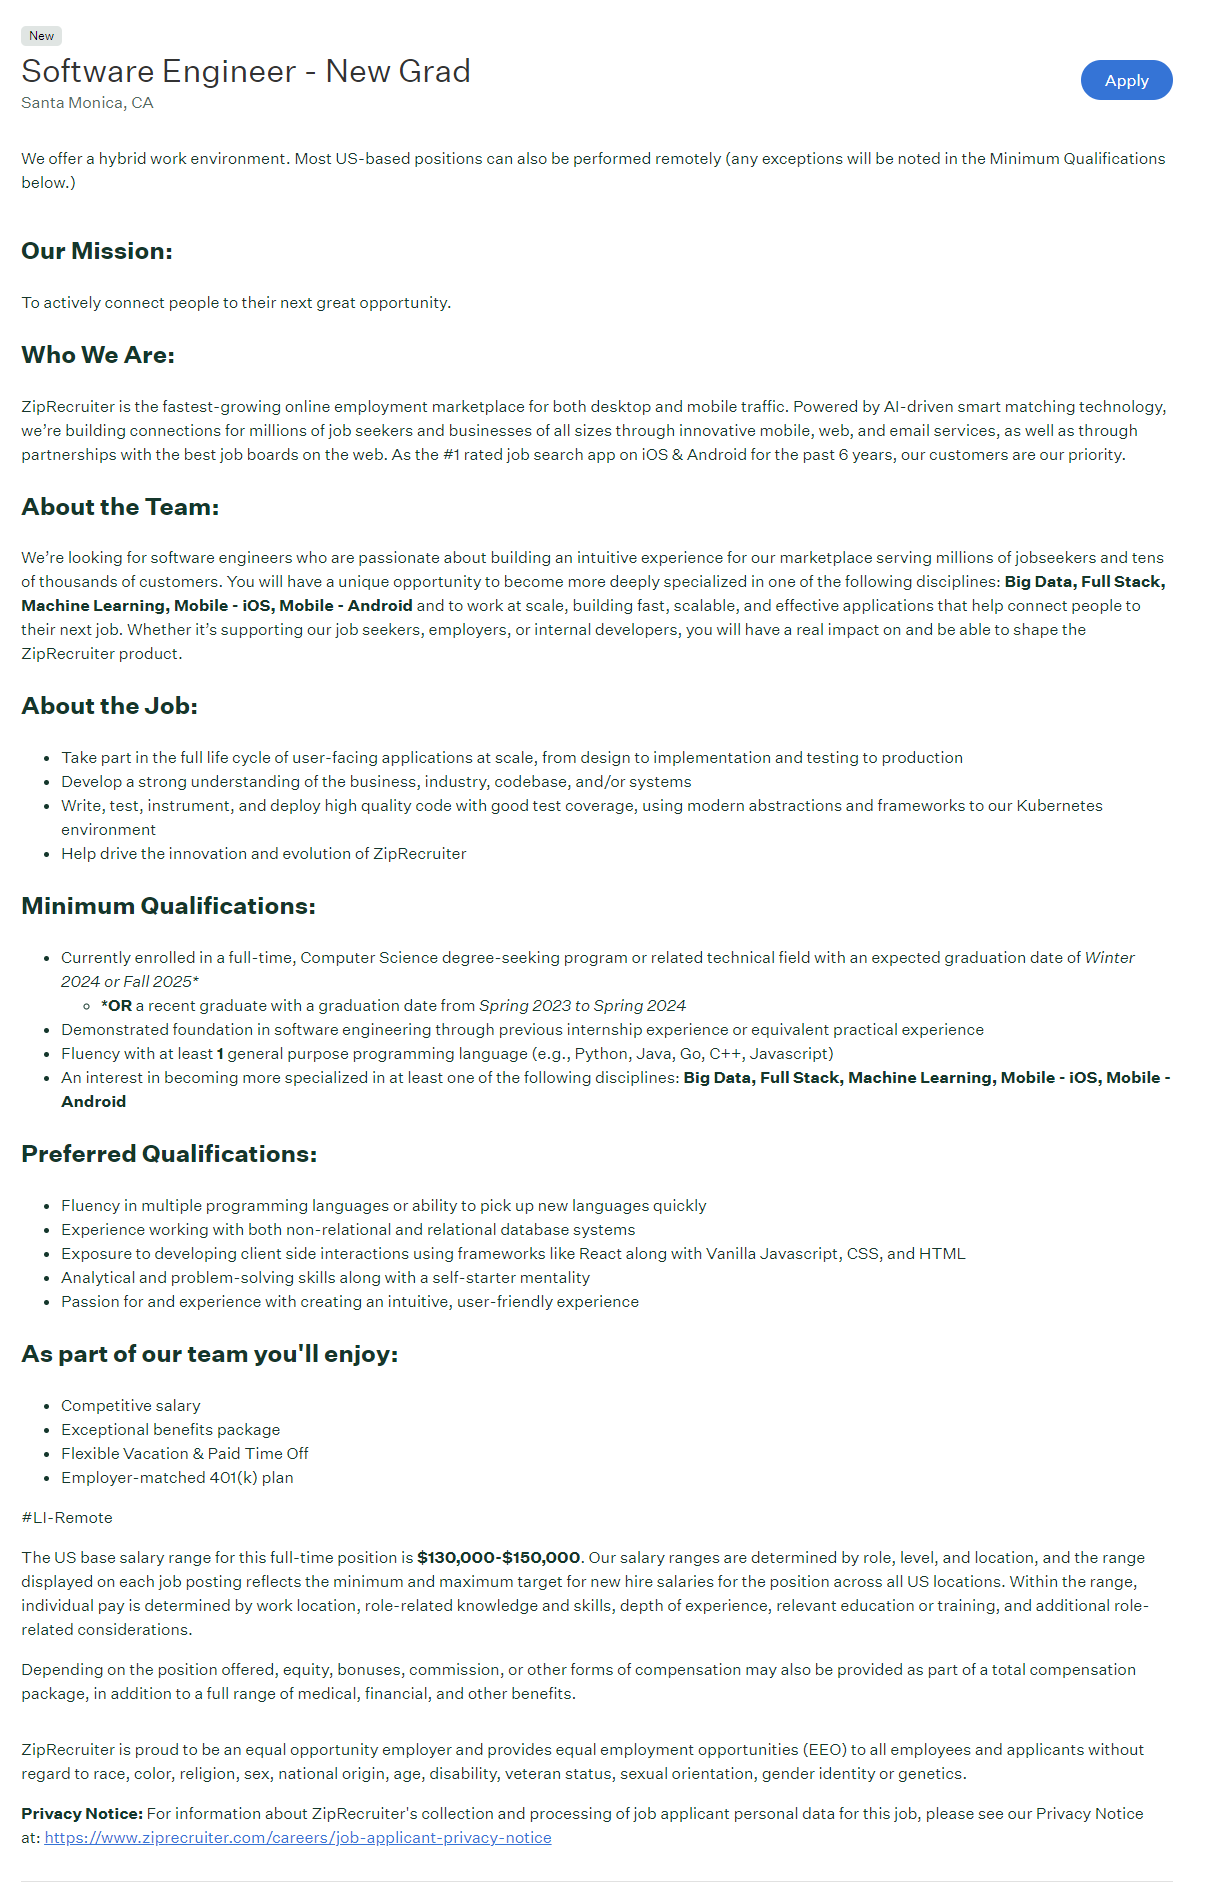 New
Software Engineer - New Grad
Santa Monica, CA
Apply
We offer a hybrid work environment. Most US-based positions can also be performed remotely (any exceptions will be noted in the Minimum Qualifications
below.)
Our Mission:
To actively connect people to their next great opportunity.
Who We Are:
ZipRecruiter is the fastest-growing online employment marketplace for both desktop and mobile traffic. Powered by AI-driven smart matching technology,
we’re building connections for millions of job seekers and businesses of all sizes through innovative mobile, web, and email services, as well as through
partnerships with the best job boards on the web. As the #1 rated job search app on iOS & Android for the past 6 years, our customers are our priority.
About the Team:
We’re looking for software engineers who are passionate about building an intuitive experience for our marketplace serving millions of jobseekers and tens
of thousands of customers. You will have a unique opportunity to become more deeply specialized in one of the following disciplines: Big Data, Full Stack,
Machine Learning, Mobile - iOS, Mobile - Android and to work at scale, building fast, scalable, and effective applications that help connect people to
their next job. Whether it’s supporting our job seekers, employers, or internal developers, you will have a real impact on and be able to shape the
ZipRecruiter product.
About the Job:
• Take part in the full life cycle of user-facing applications at scale, from design to implementation and testing to production
• Develop a strong understanding of the business, industry, codebase, and/or systems
• Write, test, instrument, and deploy high quality code with good test coverage, using modern abstractions and frameworks to our Kubernetes
environment
• Help drive the innovation and evolution of ZipRecruiter
Minimum Qualifications:
• Currently enrolled in a full-time, Computer Science degree-seeking program or related technical field with an expected graduation date of Winter
2024 or Fall 2025*
◦ *OR a recent graduate with a graduation date from Spring 2023 to Spring 2024
• Demonstrated foundation in software engineering through previous internship experience or equivalent practical experience
• Fluency with at least 1 general purpose programming language (e.g., Python, Java, Go, C++, Javascript)
• An interest in becoming more specialized in at least one of the following disciplines: Big Data, Full Stack, Machine Learning, Mobile - iOS, Mobile -
Android
Preferred Qualifications:
• Fluency in multiple programming languages or ability to pick up new languages quickly
• Experience working with both non-relational and relational database systems
• Exposure to developing client side interactions using frameworks like React along with Vanilla Javascript, CSS, and HTML
• Analytical and problem-solving skills along with a self-starter mentality
• Passion for and experience with creating an intuitive, user-friendly experience
As part of our team you'll enjoy:
• Competitive salary
• Exceptional benefits package
• Flexible Vacation & Paid Time Off
• Employer-matched 401(k) plan
#LI-Remote
The US base salary range for this full-time position is $130,000-$150,000. Our salary ranges are determined by role, level, and location, and the range
displayed on each job posting reflects the minimum and maximum target for new hire salaries for the position across all US locations. Within the range,
individual pay is determined by work location, role-related knowledge and skills, depth of experience, relevant education or training, and additional role-
related considerations.
Depending on the position offered, equity, bonuses, commission, or other forms of compensation may also be provided as part of a total compensation
package, in addition to a full range of medical, financial, and other benefits.
ZipRecruiter is proud to be an equal opportunity employer and provides equal employment opportunities (EEO) to all employees and applicants without
regard to race, color, religion, sex, national origin, age, disability, veteran status, sexual orientation, gender identity or genetics.
Privacy Notice: For information about ZipRecruiter's collection and processing of job applicant personal data for this job, please see our Privacy Notice
at: https://www.ziprecruiter.com/careers/job-applicant-privacy-notice